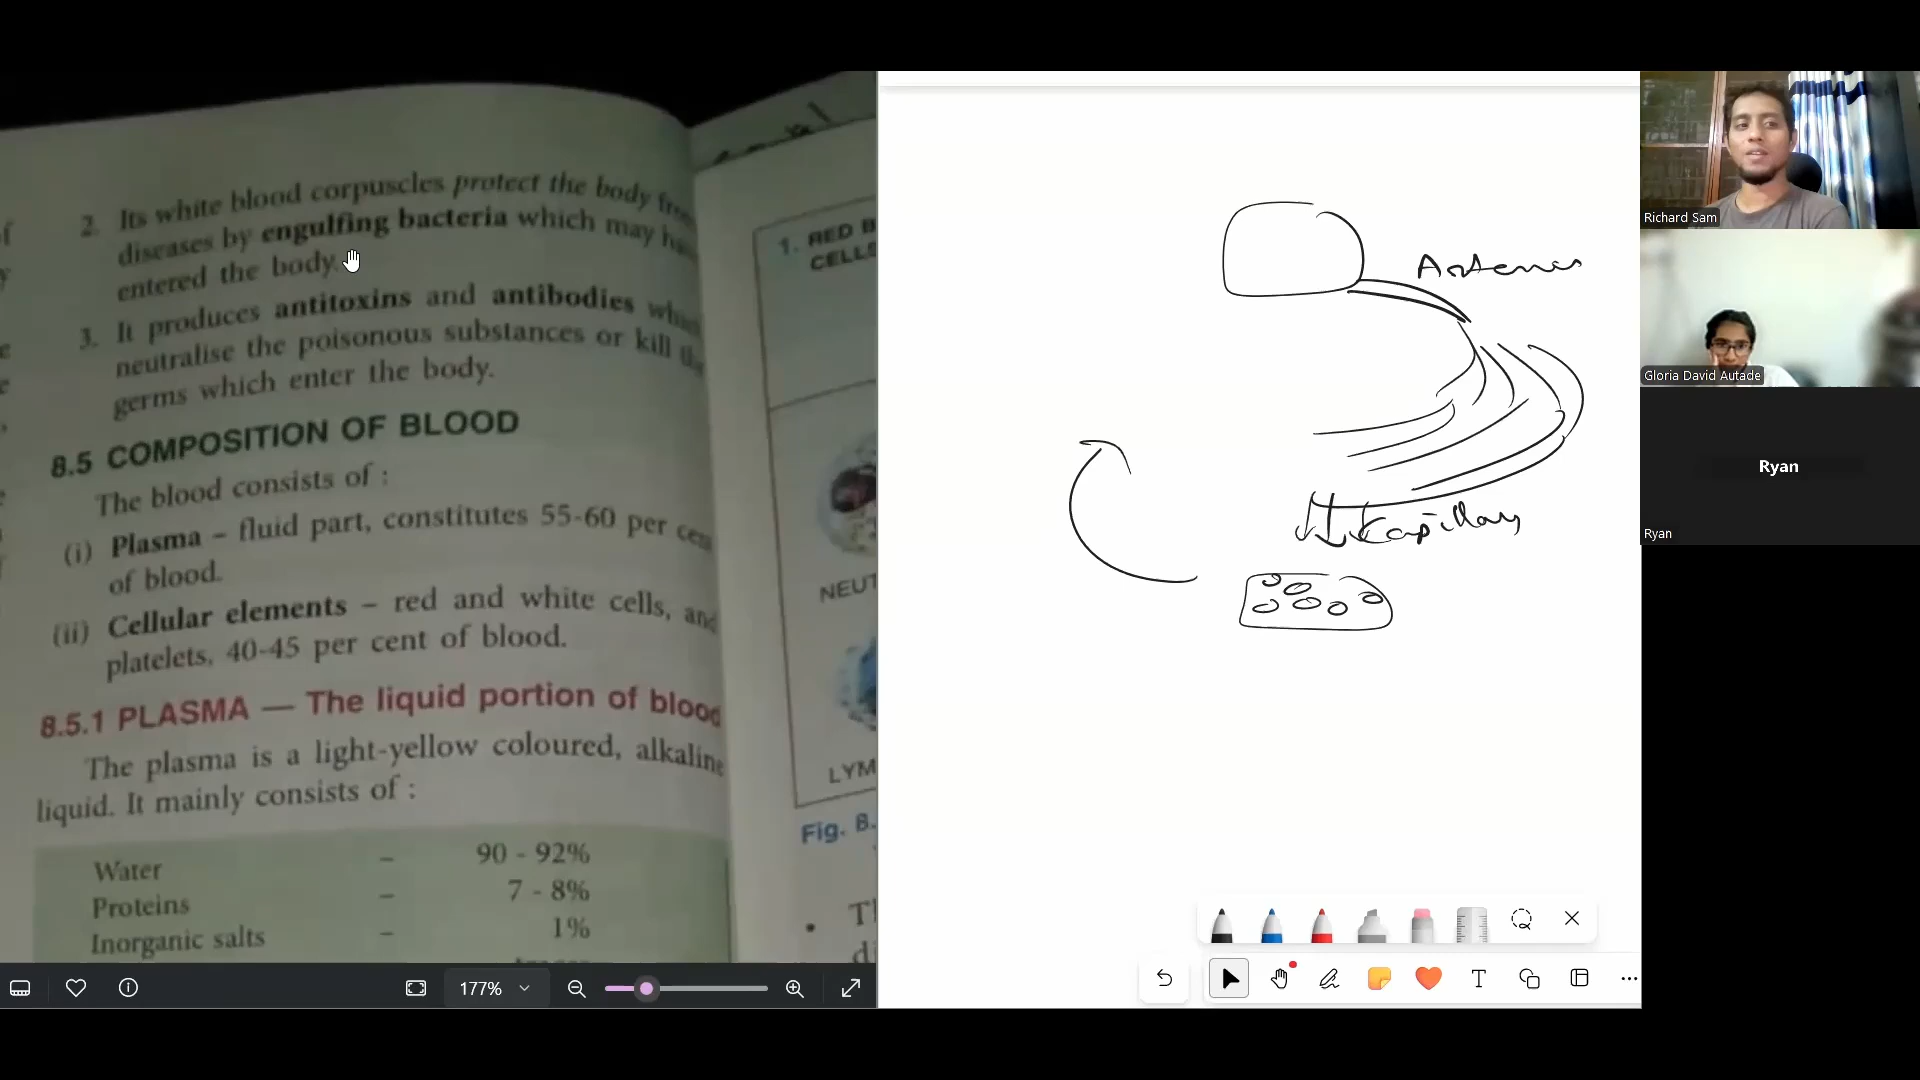 2. Its white blood corpuscles protect the body
diseases by engulfing bacteria which may
entered the body.
3. It produces antitoxins and antibodies
neutralise the poisonous substances or kill
germs which enter the body.
8.5 COMPOSITION OF BLOOD
The blood consists of :
(i) Plasma – fluid part, constitutes 55-60 per
of blood.
(ii) Cellular elements – red and white cells, and
platelets, 40-45 per cent of blood.
8.5.1 PLASMA — The liquid portion of blood
The plasma is a light-yellow coloured, alkaline
liquid. It mainly consists of :
Water – 90 - 92%
Proteins – 7 - 8%
Inorganic salts – 1%
1. RED
Fig. 8.
177%
Capillary
Richard Sam
Gloria David Autade
Ryan
Ryan